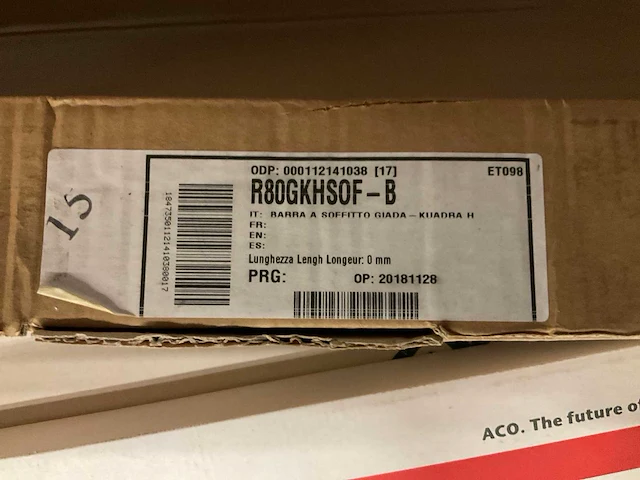 15
ODP: 000112141038 [17]
ET098
R80GKHSOF-B
IT: BARRA A SOFFITTO GIADA - KUADRA H
FR:
EN:
ES:
Lunghezza Lengh Longeur: 0 mm
PRG:
OP: 20181128
ACO. The future of